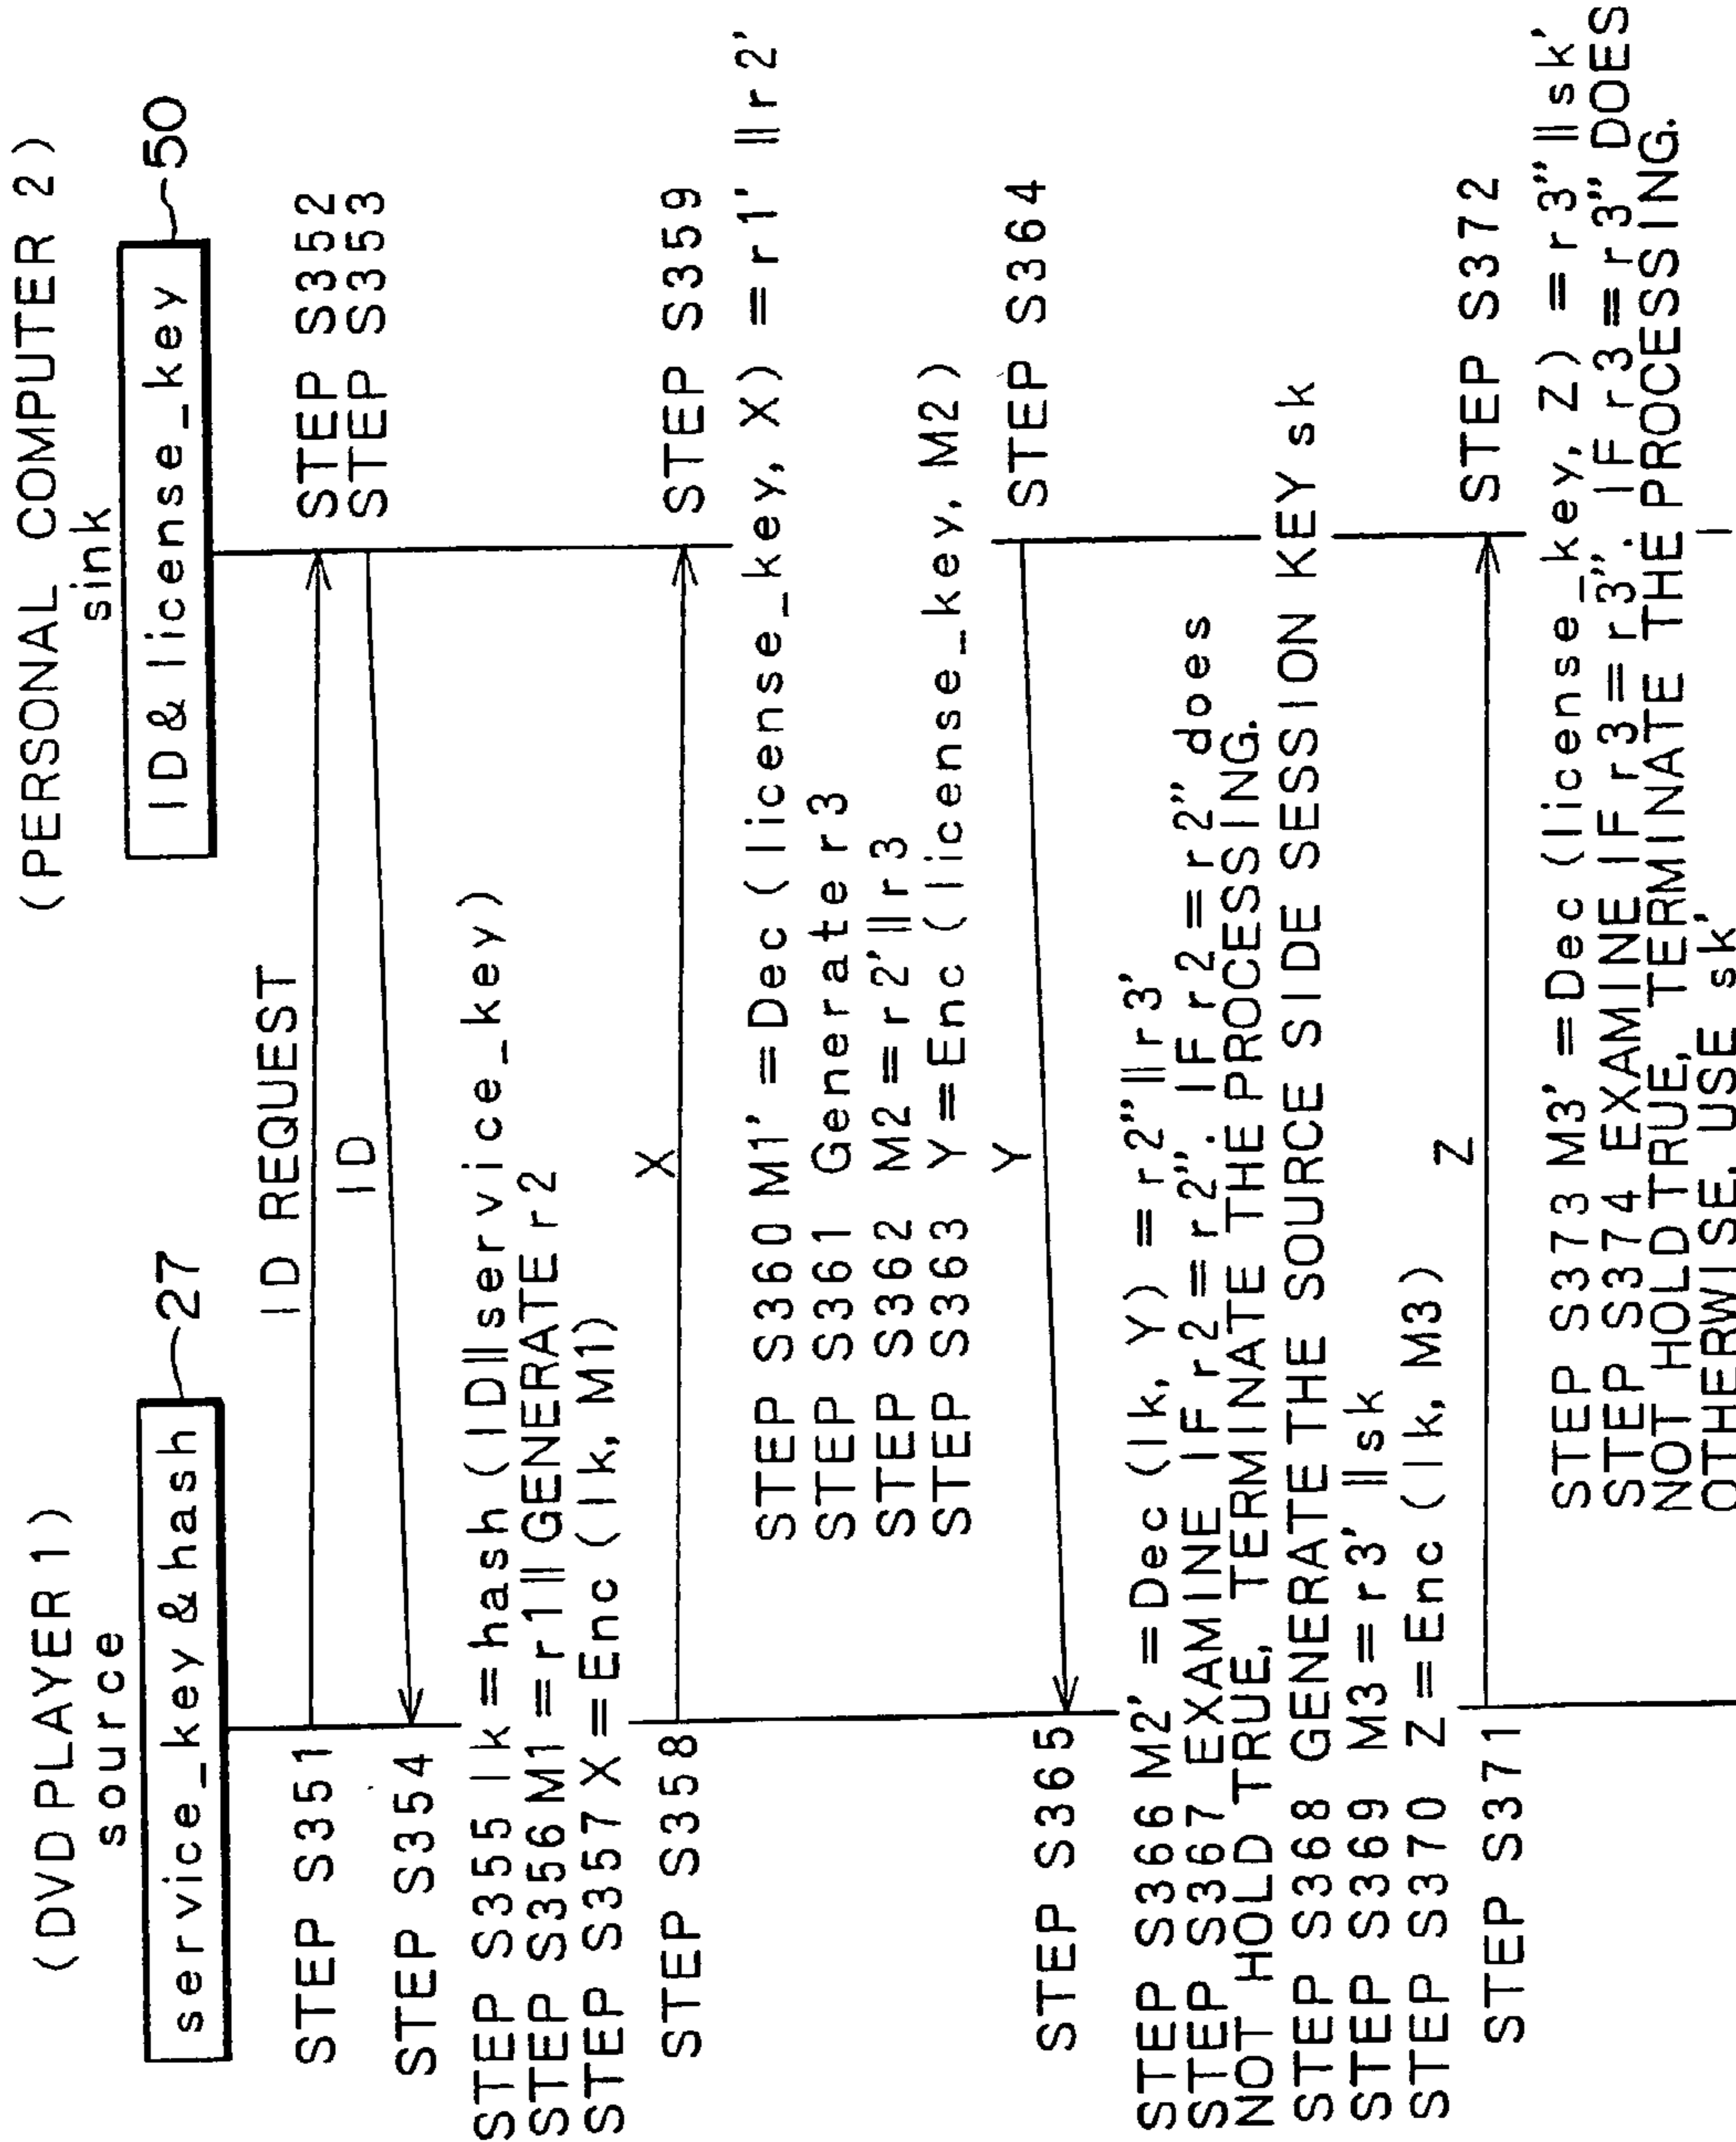 (DVD PLAYER 1)
source
service_key&hash
27
(PERSONAL COMPUTER 2)
sink
ID&license_key
50
STEP S351
ID REQUEST
STEP S352
STEP S353
ID
STEP S354
STEP S355 lk=hash(ID||service_key)
STEP S356 M1=r1||GENERATE r2
STEP S357 X=Enc(lk, M1)
STEP S358
X
STEP S359
STEP S360 M1'=Dec(license_key, X)=r1'||r2'
STEP S361 Generate r3
STEP S362 M2=r2'||r3
STEP S363 Y=Enc(license_key, M2)
Y
STEP S364
STEP S365
STEP S366 M2'=Dec(lk, Y)=r2"||r3'
STEP S367 EXAMINE IF r2=r2". IF r2=r2" does
NOT HOLD TRUE, TERMINATE THE PROCESSING.
STEP S368 GENERATE THE SOURCE SIDE SESSION KEY sk
STEP S369 M3=r3'||sk
STEP S370 Z=Enc(lk, M3)
STEP S371
Z
STEP S372
STEP S373 M3'=Dec(license_key, Z)=r3"||sk'
STEP S374 EXAMINE IF r3=r3". IF r3=r3" DOES
NOT HOLD TRUE, TERMINATE THE PROCESSING.
OTHERWISE, USE sk'